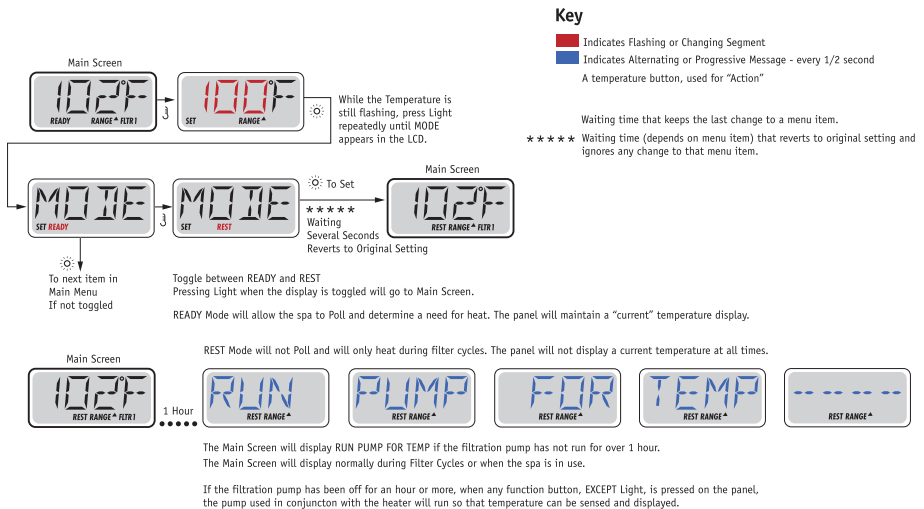 Key
Indicates Flashing or Changing Segment
Indicates Alternating or Progressive Message - every 1/2 second
A temperature button, used for “Action”
Waiting time that keeps the last change to a menu item.
***** Waiting time (depends on menu item) that reverts to original setting and
ignores any change to that menu item.
Main Screen
102°F
READY RANGE FLTR1
100°F
SET RANGE
While the Temperature is
still flashing, press Light
repeatedly until MODE
appears in the LCD.
MODE
SET READY
MODE
SET REST
To Set
*****
Waiting
Several Seconds
Reverts to Original Setting
Main Screen
102°F
REST RANGE FLTR1
To next item in
Main Menu
If not toggled
Toggle between READY and REST
Pressing Light when the display is toggled will go to Main Screen.
READY Mode will allow the spa to Poll and determine a need for heat. The panel will maintain a “current” temperature display.
REST Mode will not Poll and will only heat during filter cycles. The panel will not display a current temperature at all times.
Main Screen
102°F
REST RANGE FLTR1
1 Hour
RUN
REST RANGE
PUMP
REST RANGE
FOR
REST RANGE
TEMP
REST RANGE
-- -- -- --
REST RANGE
The Main Screen will display RUN PUMP FOR TEMP if the filtration pump has not run for over 1 hour.
The Main Screen will display normally during Filter Cycles or when the spa is in use.
If the filtration pump has been off for an hour or more, when any function button, EXCEPT Light, is pressed on the panel,
the pump used in conjuncton with the heater will run so that temperature can be sensed and displayed.